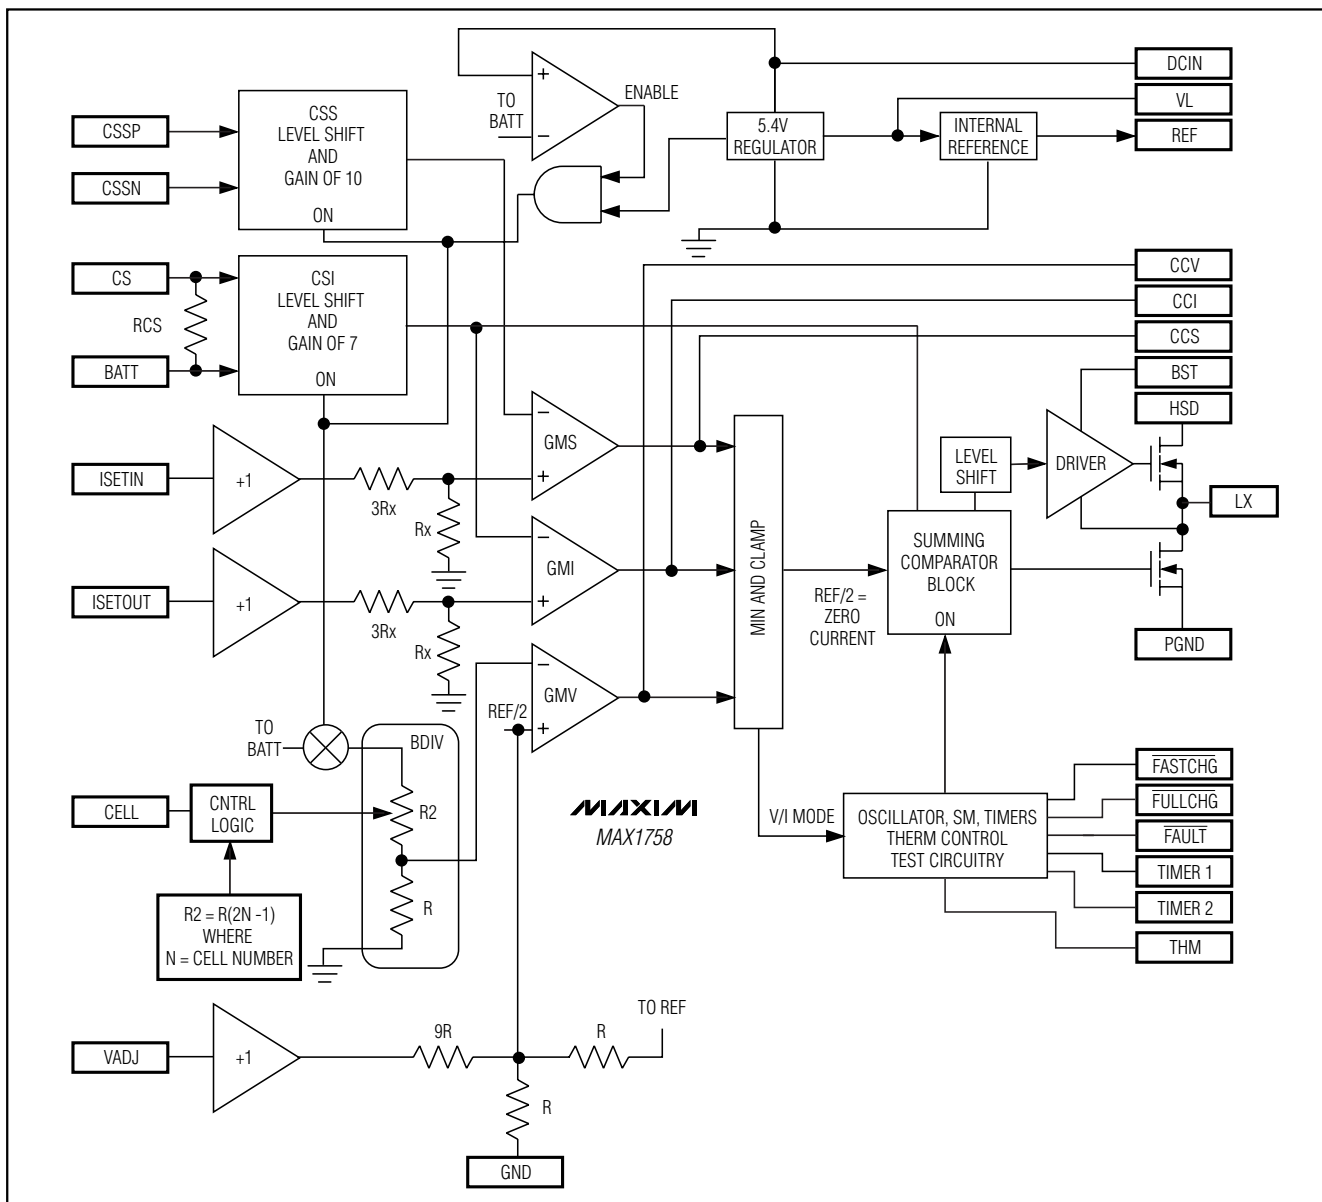 DCIN
VL
REF
+
−
TO
BATT
ENABLE
5.4V
REGULATOR
INTERNAL
REFERENCE
CSSP
CSSN
CSS
LEVEL SHIFT
AND
GAIN OF 10
ON
CS
RCS
BATT
CSI
LEVEL SHIFT
AND
GAIN OF 7
ON
CCV
CCI
CCS
BST
HSD
LX
PGND
ISETIN
+1
3Rx
Rx
−
GMS
+
ISETOUT
+1
3Rx
Rx
−
GMI
+
−
GMV
+
REF/2
MIN AND CLAMP
REF/2 =
ZERO
CURRENT
LEVEL
SHIFT
DRIVER
SUMMING
COMPARATOR
BLOCK
ON
TO
BATT
BDIV
R2
R
CELL
CNTRL
LOGIC
R2 = R(2N -1)
WHERE
N = CELL NUMBER
MAXIM
MAX1758
V/I MODE
OSCILLATOR, SM, TIMERS
THERM CONTROL
TEST CIRCUITRY
FASTCHG
FULLCHG
FAULT
TIMER 1
TIMER 2
THM
VADJ
+1
9R
R
TO REF
R
GND